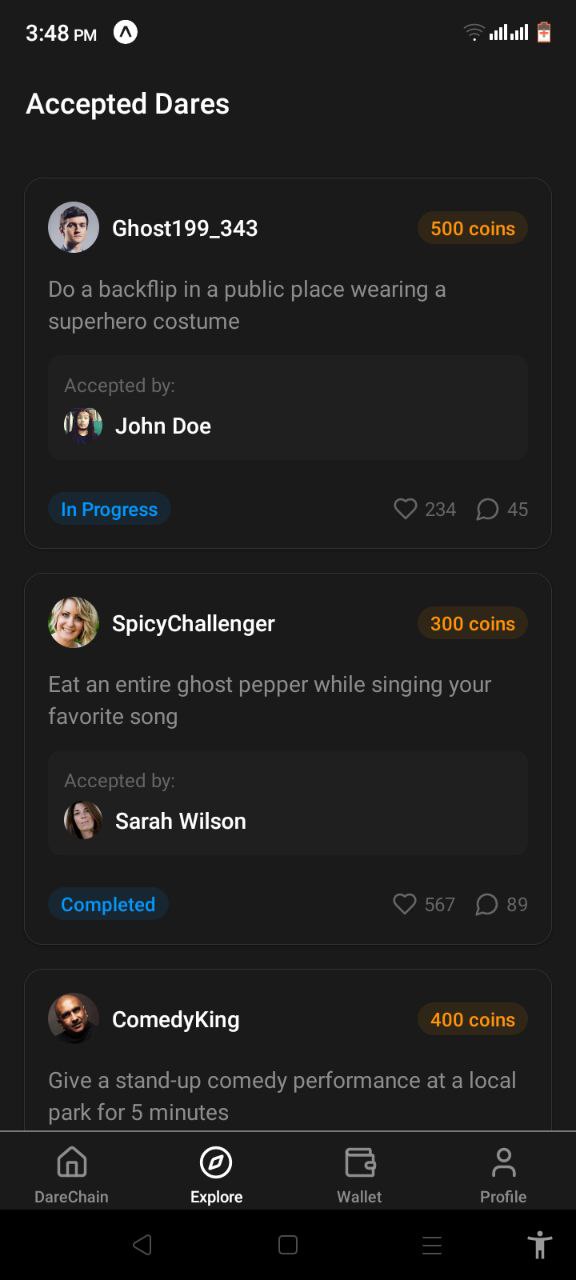 3:48 PM
Accepted Dares
Ghost199_343
500 coins
Do a backflip in a public place wearing a
superhero costume
Accepted by:
John Doe
In Progress
234
45
SpicyChallenger
300 coins
Eat an entire ghost pepper while singing your
favorite song
Accepted by:
Sarah Wilson
Completed
567
89
ComedyKing
400 coins
Give a stand-up comedy performance at a local
park for 5 minutes
DareChain
Explore
Wallet
Profile